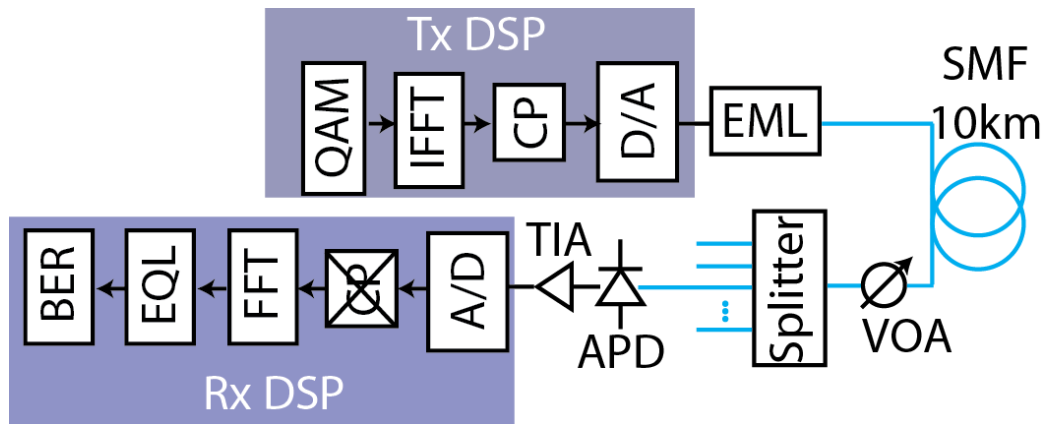 Tx DSP
QAM
IFFT
CP
D/A
EML
SMF
10km
VOA
Splitter
APD
TIA
A/D
CP
FFT
EQL
BER
Rx DSP